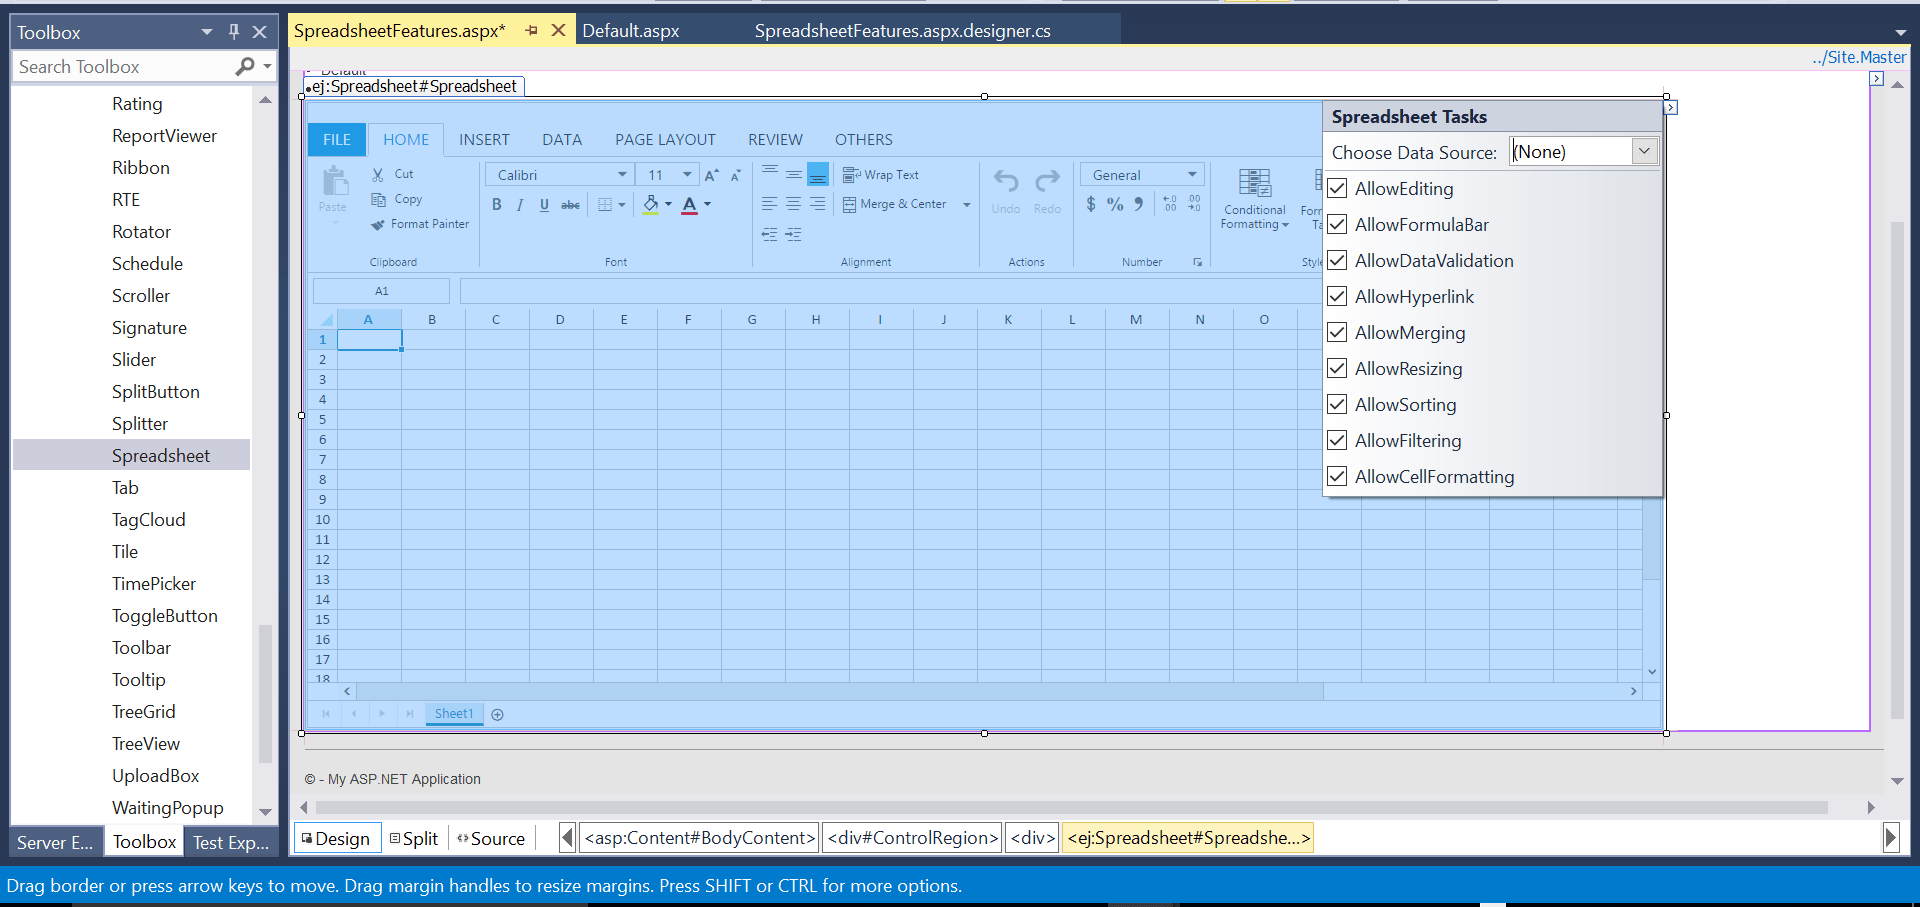 Toolbox
Search Toolbox
Rating
ReportViewer
Ribbon
RTE
Rotator
Schedule
Scroller
Signature
Slider
SplitButton
Splitter
Spreadsheet
Tab
TagCloud
Tile
TimePicker
ToggleButton
Toolbar
Tooltip
TreeGrid
TreeView
UploadBox
WaitingPopup
Server E... Toolbox Test Exp...
SpreadsheetFeatures.aspx* Default.aspx SpreadsheetFeatures.aspx.designer.cs
../Site.Master
Default
ej:Spreadsheet#Spreadsheet
FILE HOME INSERT DATA PAGE LAYOUT REVIEW OTHERS
Paste
Cut
Copy
Format Painter
Clipboard
Calibri 11 A A
B I U abc A
Font
Wrap Text
Merge & Center
Alignment
Undo Redo
Actions
General
$ % , .00 .00
Number
Conditional
Formatting
A1
A B C D E F G H I J K L M N O
1
2
3
4
5
6
7
8
9
10
11
12
13
14
15
16
17
18
Sheet1
Spreadsheet Tasks
Choose Data Source: (None)
AllowEditing
AllowFormulaBar
AllowDataValidation
AllowHyperlink
AllowMerging
AllowResizing
AllowSorting
AllowFiltering
AllowCellFormatting
© - My ASP.NET Application
Design Split Source <asp:Content#BodyContent> <div#ControlRegion> <div> <ej:Spreadsheet#Spreadshe...>
Drag border or press arrow keys to move. Drag margin handles to resize margins. Press SHIFT or CTRL for more options.